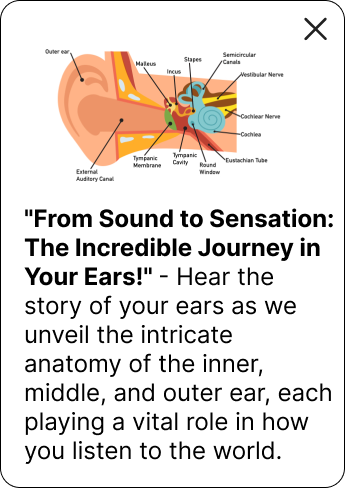 Outer ear
Malleus
Incus
Stapes
Semicircular
Canals
Vestibular Nerve
Cochlear Nerve
Cochlea
Eustachian Tube
Round
Window
Tympanic
Cavity
Tympanic
Membrane
External
Auditory Canal
"From Sound to Sensation:
The Incredible Journey in
Your Ears!" - Hear the
story of your ears as we
unveil the intricate
anatomy of the inner,
middle, and outer ear, each
playing a vital role in how
you listen to the world.